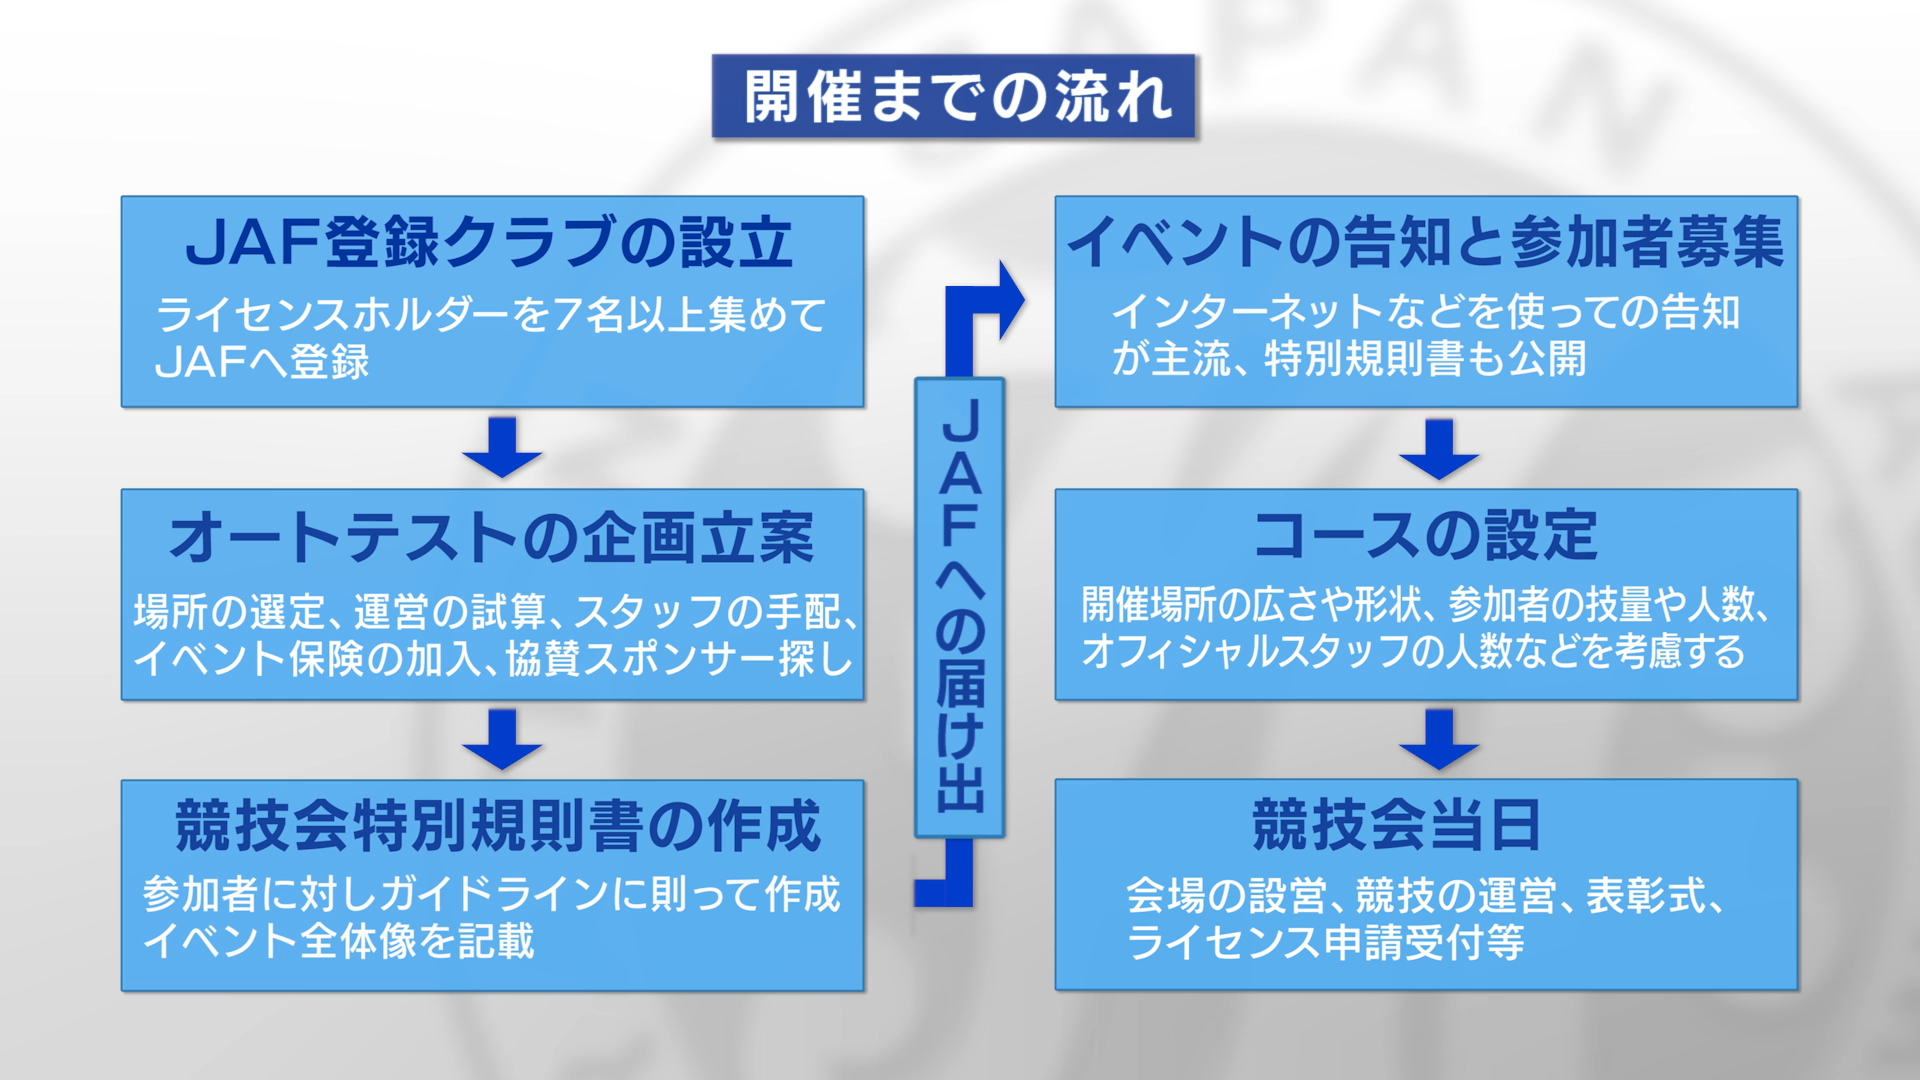 開催までの流れ
JAF登録クラブの設立
ライセンスホルダーを7名以上集めて
JAFへ登録
オートテストの企画立案
場所の選定、運営の試算、スタッフの手配、
イベント保険の加入、協賛スポンサー探し
競技会特別規則書の作成
参加者に対しガイドラインに則って作成
イベント全体像を記載
JAFへの届け出
イベントの告知と参加者募集
インターネットなどを使っての告知
が主流、特別規則書も公開
コースの設定
開催場所の広さや形状、参加者の技量や人数、
オフィシャルスタッフの人数などを考慮する
競技会当日
会場の設営、競技の運営、表彰式、
ライセンス申請受付等
JAPAN